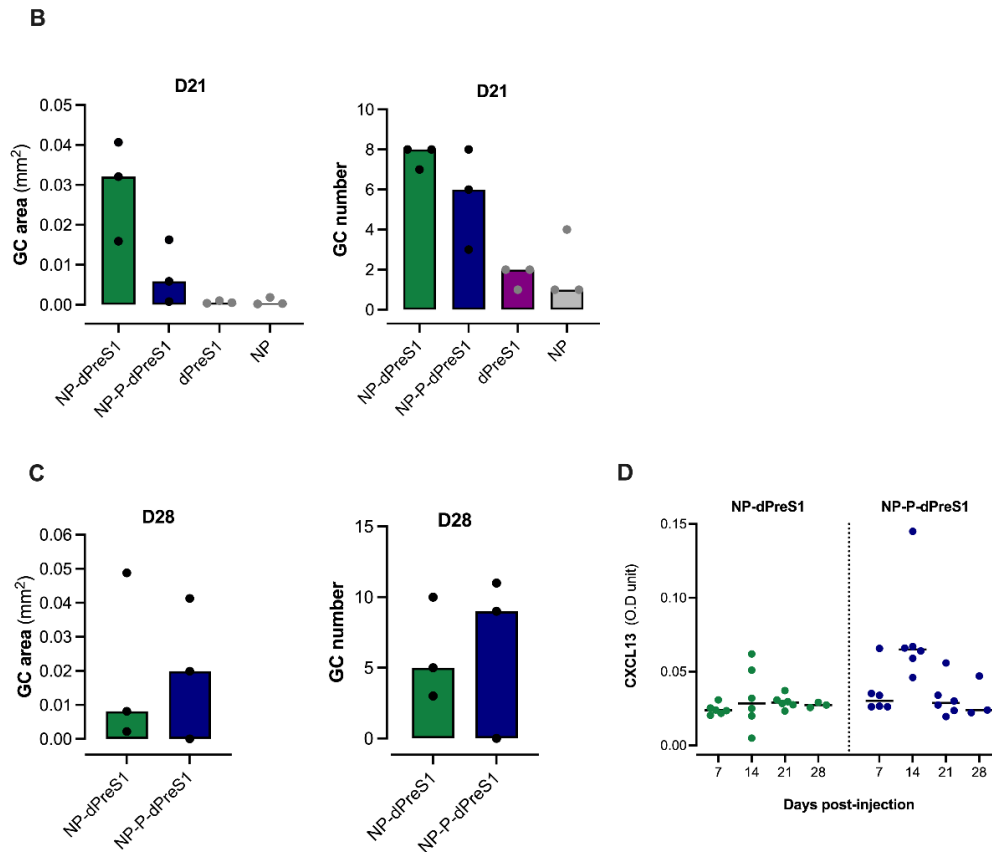 B
D21
GC area (mm²)
0.05
0.04
0.03
0.02
0.01
0.00
NP-dPreS1
NP-P-dPreS1
dPreS1
NP
D21
GC number
10
8
6
4
2
0
NP-dPreS1
NP-P-dPreS1
dPreS1
NP
C
D28
GC area (mm²)
0.06
0.05
0.04
0.03
0.02
0.01
0.00
NP-dPreS1
NP-P-dPreS1
D28
GC number
15
10
5
0
NP-dPreS1
NP-P-dPreS1
D
NP-dPreS1
NP-P-dPreS1
CXCL13 (O.D unit)
0.15
0.10
0.05
0.00
7 14 21 28 7 14 21 28
Days post-injection